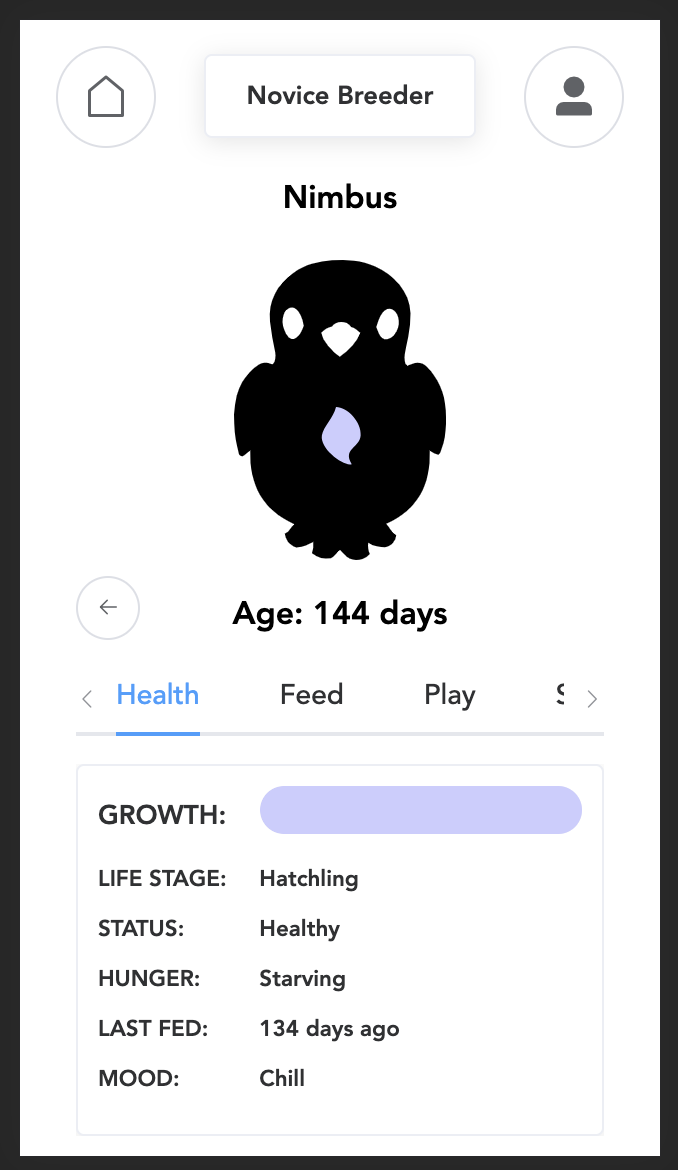 Novice Breeder
Nimbus
Age: 144 days
Health Feed Play
GROWTH:
LIFE STAGE: Hatchling
STATUS: Healthy
HUNGER: Starving
LAST FED: 134 days ago
MOOD: Chill